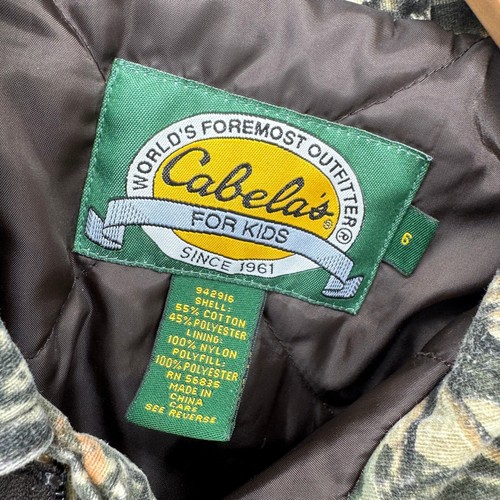 WORLD'S FOREMOST OUTFITTER®
Cabela's®
FOR KIDS
SINCE 1961
6
942916
SHELL:
55% COTTON
45% POLYESTER
LINING:
100% NYLON
POLYFILL:
100% POLYESTER
RN 56835
MADE IN
CHINA
CARE
SEE REVERSE